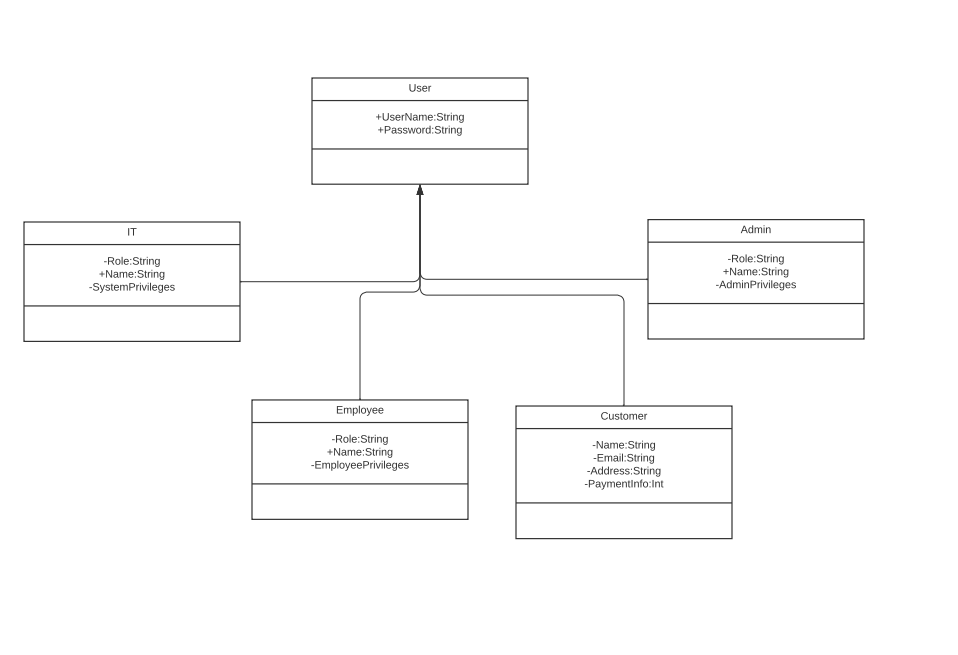 User
+UserName:String
+Password:String
IT
-Role:String
+Name:String
-SystemPrivileges
Admin
-Role:String
+Name:String
-AdminPrivileges
Employee
-Role:String
+Name:String
-EmployeePrivileges
Customer
-Name:String
-Email:String
-Address:String
-PaymentInfo:Int